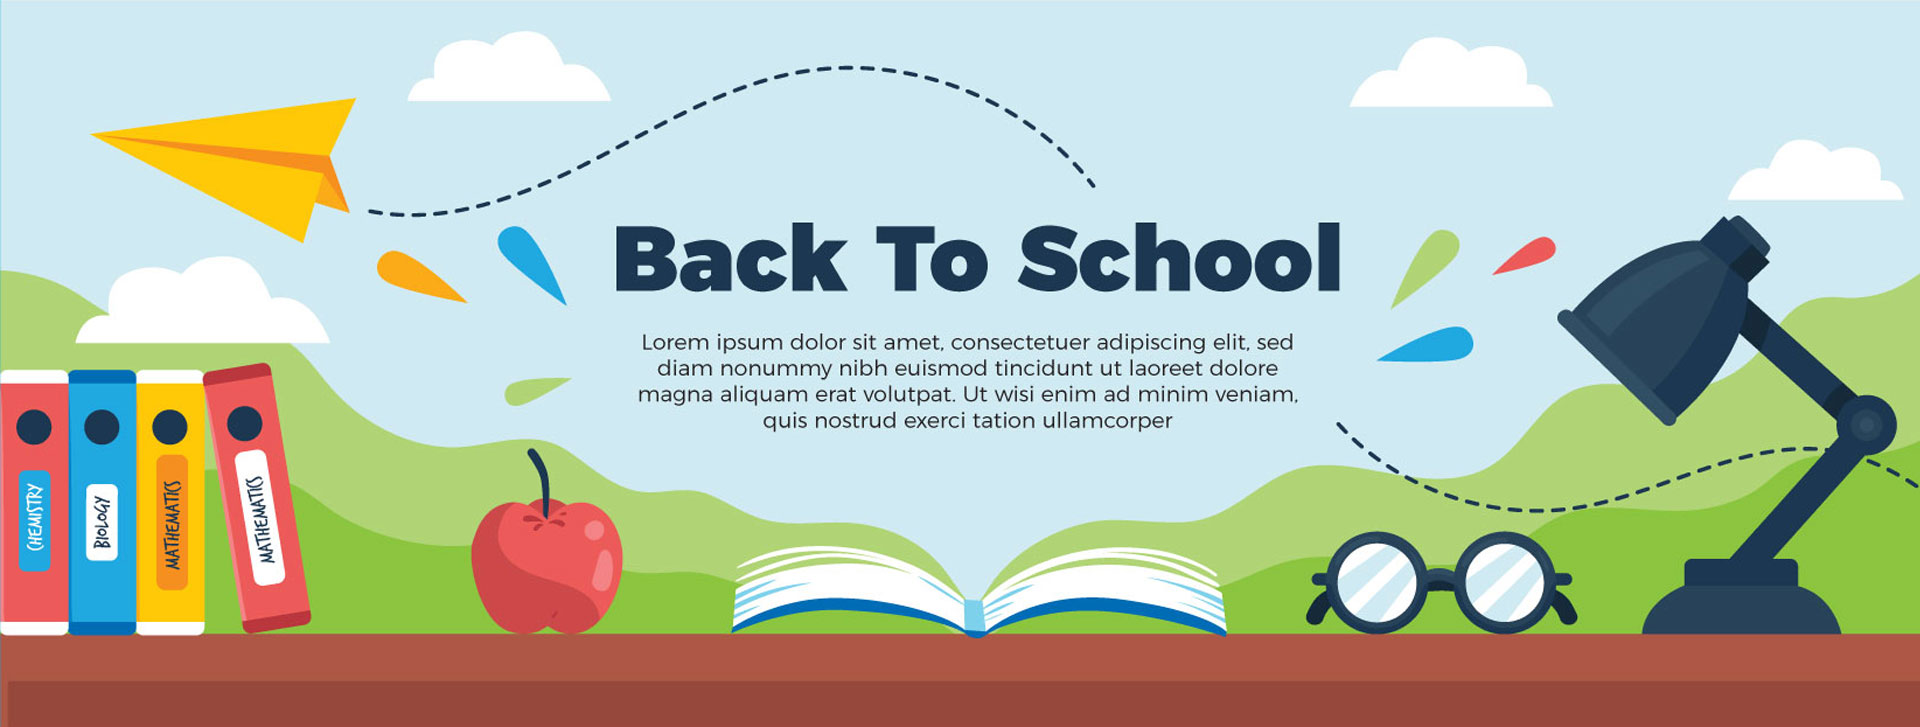 Back To School
Lorem ipsum dolor sit amet, consectetuer adipiscing elit, sed
diam nonummy nibh euismod tincidunt ut laoreet dolore
magna aliquam erat volutpat. Ut wisi enim ad minim veniam,
quis nostrud exerci tation ullamcorper
CHEMISTRY
BIOLOGY
MATHEMATICS
MATHEMATICS